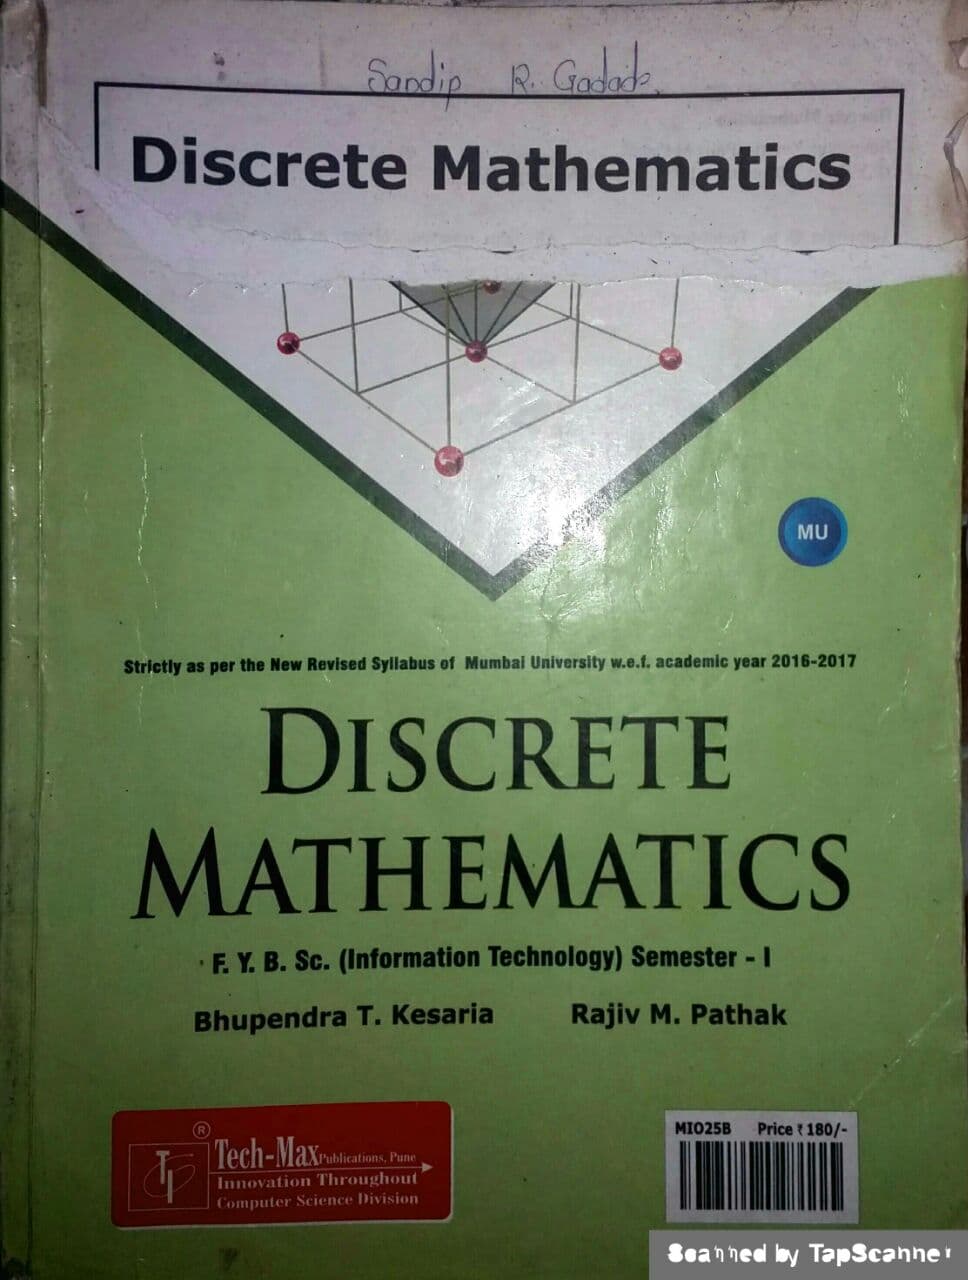 Sandip R. Gadade
Discrete Mathematics
MU
Strictly as per the New Revised Syllabus of Mumbai University w.e.f. academic year 2016-2017
DISCRETE
MATHEMATICS
F. Y. B. Sc. (Information Technology) Semester - I
Bhupendra T. Kesaria Rajiv M. Pathak
®
Tech-Max Publications, Pune
Innovation Throughout
Computer Science Division
MIO25B Price ₹ 180/-
Scanned by TapScanner